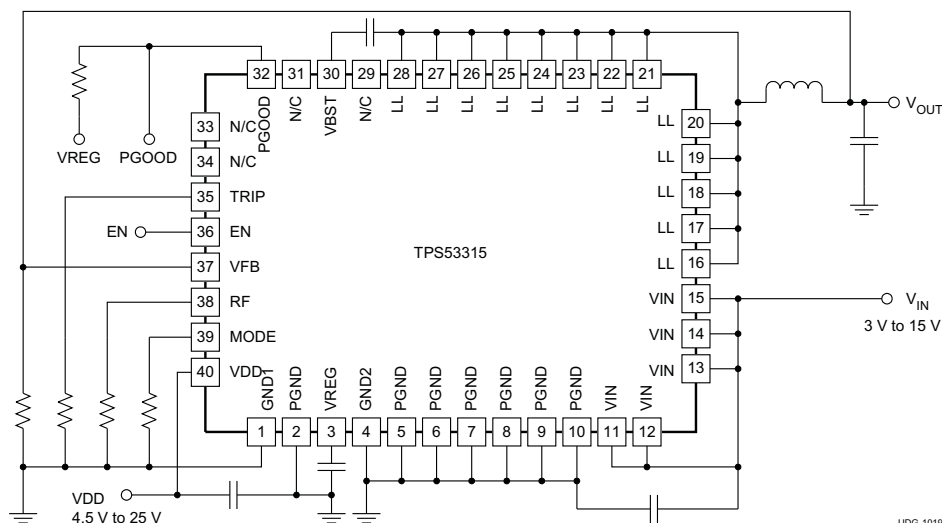 32 31 30 29 28 27 26 25 24 23 22 21
PGOOD N/C VBST N/C LL LL LL LL LL LL LL LL
VREG PGOOD
33 N/C
34 N/C
35 TRIP
EN 36 EN
37 VFB
38 RF
39 MODE
40 VDD
TPS53315
LL 20
LL 19
LL 18
LL 17
LL 16
VIN 15
VIN 14
VIN 13
VOUT
VIN
3 V to 15 V
GND1 PGND VREG GND2 PGND PGND PGND PGND PGND PGND VIN VIN
1 2 3 4 5 6 7 8 9 10 11 12
VDD
4.5 V to 25 V